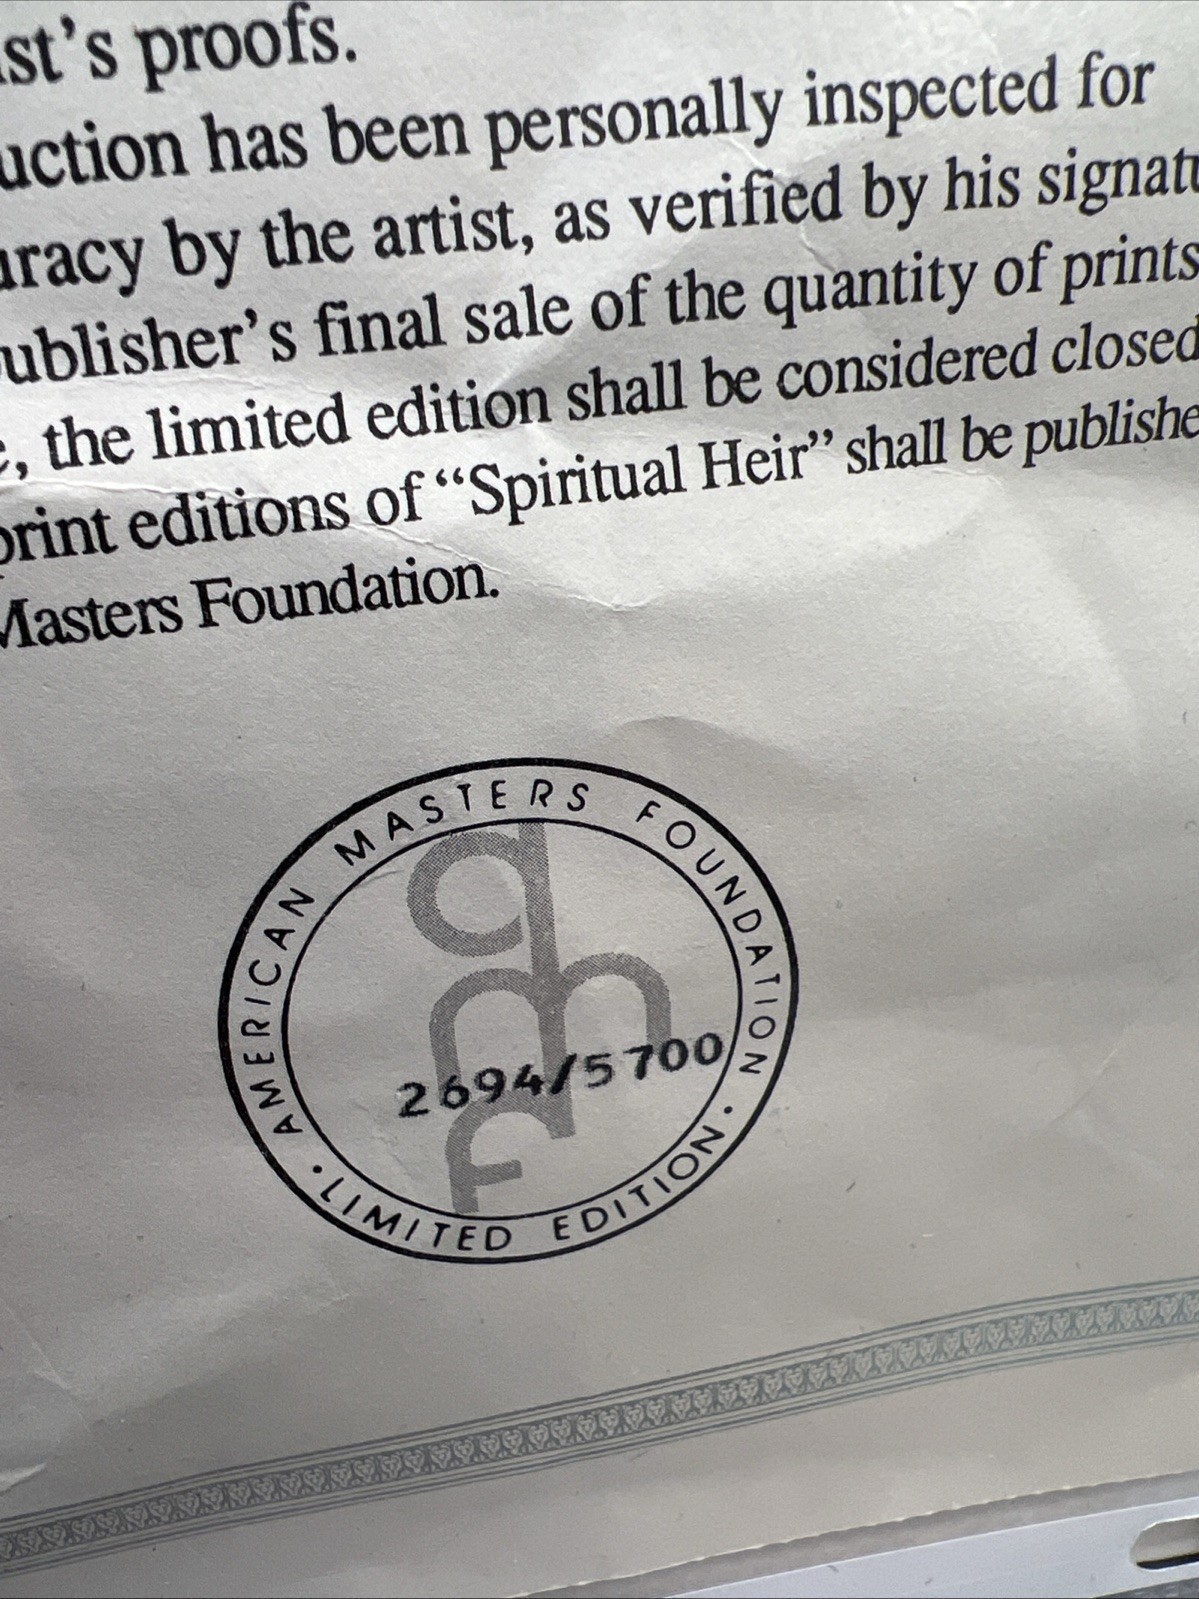 st's proofs.
uction has been personally inspected for
uracy by the artist, as verified by his signatu
ublisher's final sale of the quantity of prints
e, the limited edition shall be considered closed
print editions of “Spiritual Heir” shall be publishe
Masters Foundation.
AMERICAN MASTERS FOUNDATION
amf
2694/5700
· LIMITED EDITION ·